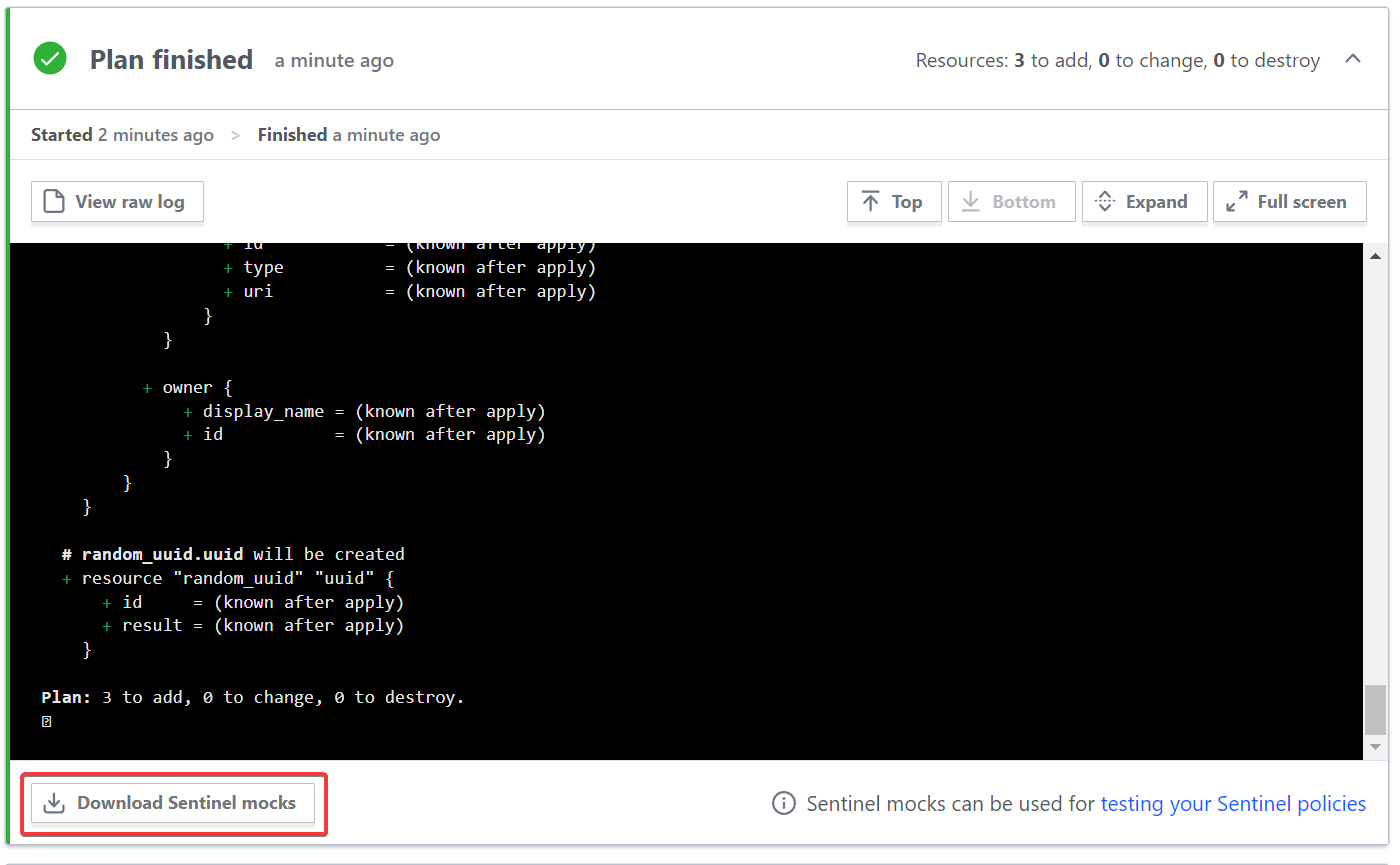 Plan finished a minute ago Resources: 3 to add, 0 to change, 0 to destroy
Started 2 minutes ago > Finished a minute ago
View raw log Top Bottom Expand Full screen
+ id = (known after apply)
+ type = (known after apply)
+ uri = (known after apply)
}
}
+ owner {
+ display_name = (known after apply)
+ id = (known after apply)
}
}
}
# random_uuid.uuid will be created
+ resource "random_uuid" "uuid" {
+ id = (known after apply)
+ result = (known after apply)
}
Plan: 3 to add, 0 to change, 0 to destroy.
Download Sentinel mocks Sentinel mocks can be used for testing your Sentinel policies